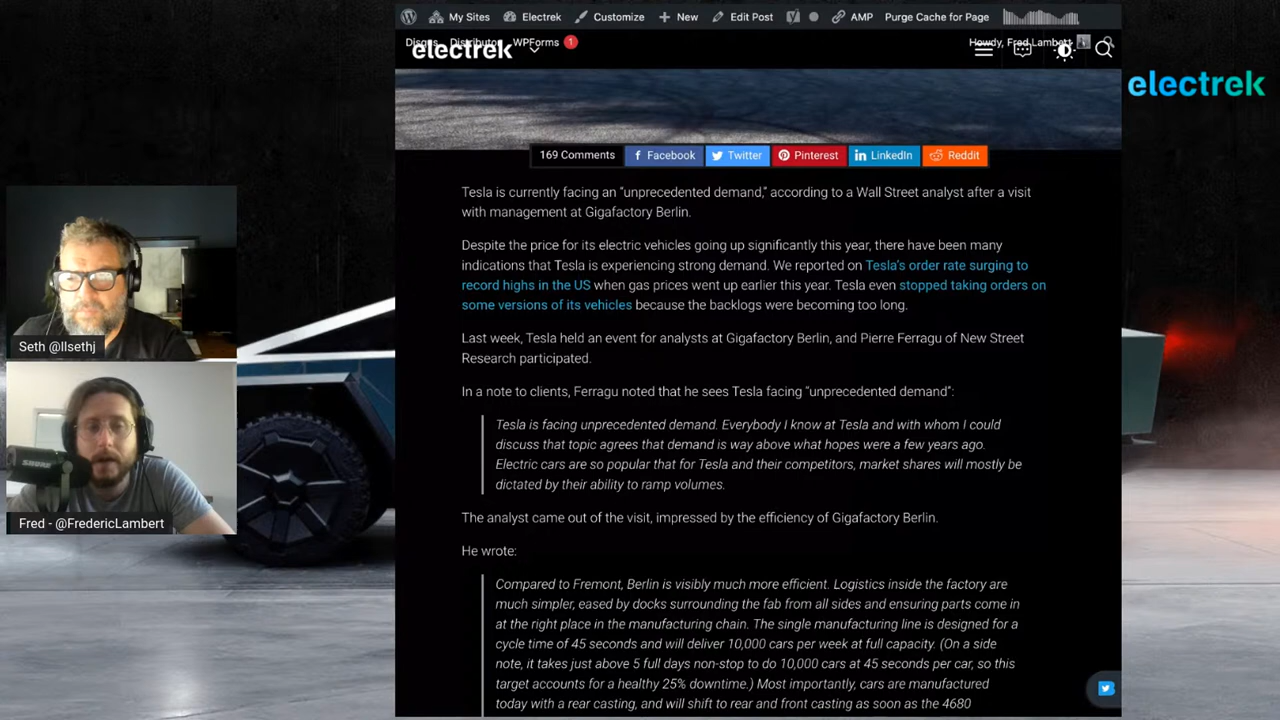 My Sites Electrek Customize New Edit Post AMP Purge Cache for Page
Disqus Distributor WPForms 1 Howdy, Fred Lambert
electrek
electrek
169 Comments Facebook Twitter Pinterest LinkedIn Reddit
Tesla is currently facing an “unprecedented demand,” according to a Wall Street analyst after a visit
with management at Gigafactory Berlin.
Despite the price for its electric vehicles going up significantly this year, there have been many
indications that Tesla is experiencing strong demand. We reported on Tesla’s order rate surging to
record highs in the US when gas prices went up earlier this year. Tesla even stopped taking orders on
some versions of its vehicles because the backlogs were becoming too long.
Last week, Tesla held an event for analysts at Gigafactory Berlin, and Pierre Ferragu of New Street
Research participated.
In a note to clients, Ferragu noted that he sees Tesla facing “unprecedented demand”:
Tesla is facing unprecedented demand. Everybody I know at Tesla and with whom I could
discuss that topic agrees that demand is way above what hopes were a few years ago.
Electric cars are so popular that for Tesla and their competitors, market shares will mostly be
dictated by their ability to ramp volumes.
The analyst came out of the visit, impressed by the efficiency of Gigafactory Berlin.
He wrote:
Compared to Fremont, Berlin is visibly much more efficient. Logistics inside the factory are
much simpler, eased by docks surrounding the fab from all sides and ensuring parts come in
at the right place in the manufacturing chain. The single manufacturing line is designed for a
cycle time of 45 seconds and will deliver 10,000 cars per week at full capacity. (On a side
note, it takes just above 5 full days non-stop to do 10,000 cars at 45 seconds per car, so this
target accounts for a healthy 25% downtime.) Most importantly, cars are manufactured
today with a rear casting, and will shift to rear and front casting as soon as the 4680
Seth @llsethj
SHURE
Fred - @FredericLambert